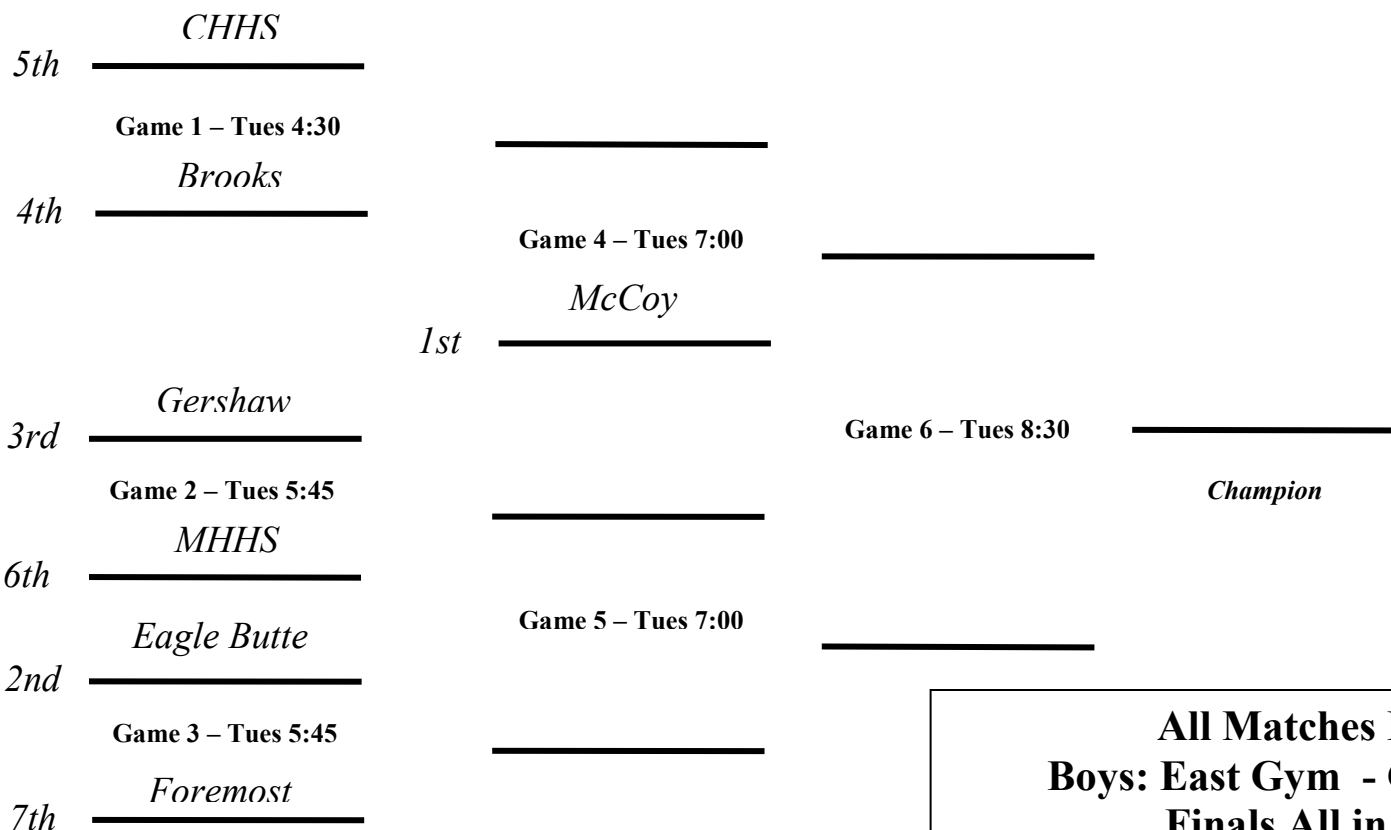 CHHS
5th
Game 1 – Tues 4:30
Brooks
4th
Game 4 – Tues 7:00
McCoy
1st
Gershaw
3rd
Game 6 – Tues 8:30
Game 2 – Tues 5:45
Champion
MHHS
6th
Game 5 – Tues 7:00
Eagle Butte
2nd
Game 3 – Tues 5:45
All Matches
Boys: East Gym -
Foremost
Finals All in
7th